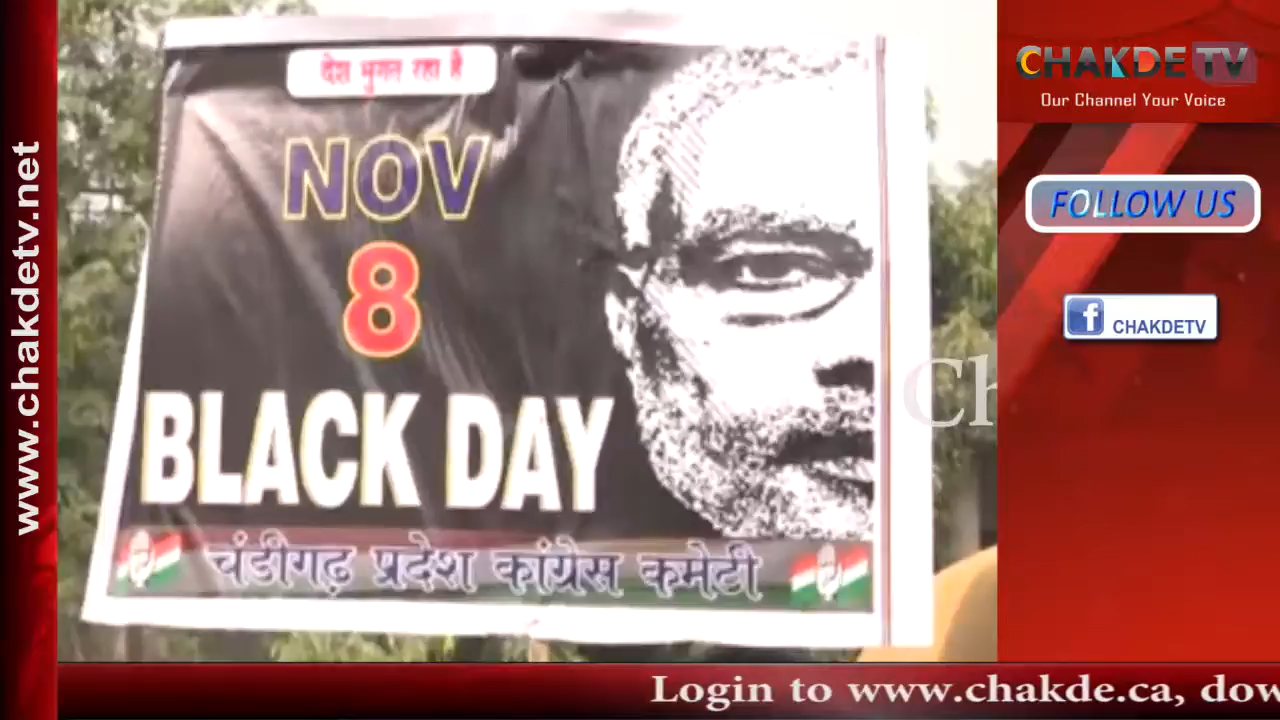 www.chakdetv.net
देश भुगत रहा है
NOV
8
BLACK DAY
चंडीगढ़ प्रदेश कांग्रेस कमेटी
CHAKDE TV
Our Channel Your Voice
FOLLOW US
f CHAKDETV
Ch
Login to www.chakde.ca, dow